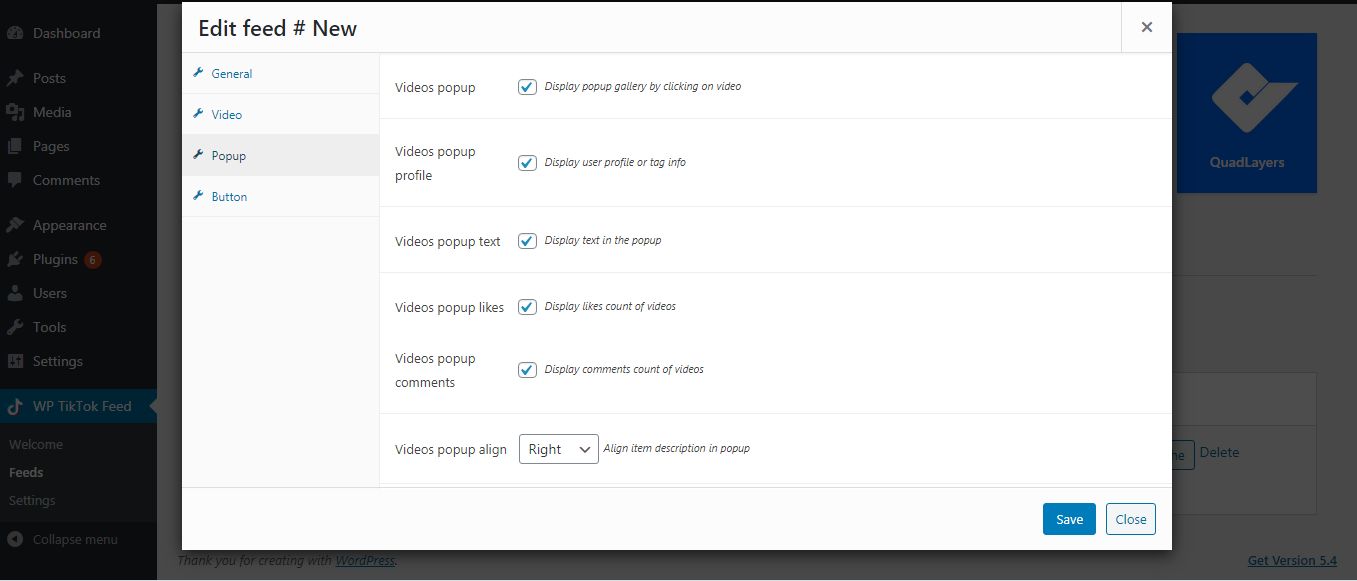 Dashboard
Posts
Media
Pages
Comments
Appearance
Plugins 6
Users
Tools
Settings
WP TikTok Feed
Welcome
Feeds
Settings
Collapse menu
Edit feed # New
×
General
Video
Popup
Button
Videos popup
Display popup gallery by clicking on video
Videos popup
profile
Display user profile or tag info
Videos popup text
Display text in the popup
Videos popup likes
Display likes count of videos
Videos popup
comments
Display comments count of videos
Videos popup align
Right
Align item description in popup
Save
Close
QuadLayers
Delete
Thank you for creating with WordPress.
Get Version 5.4